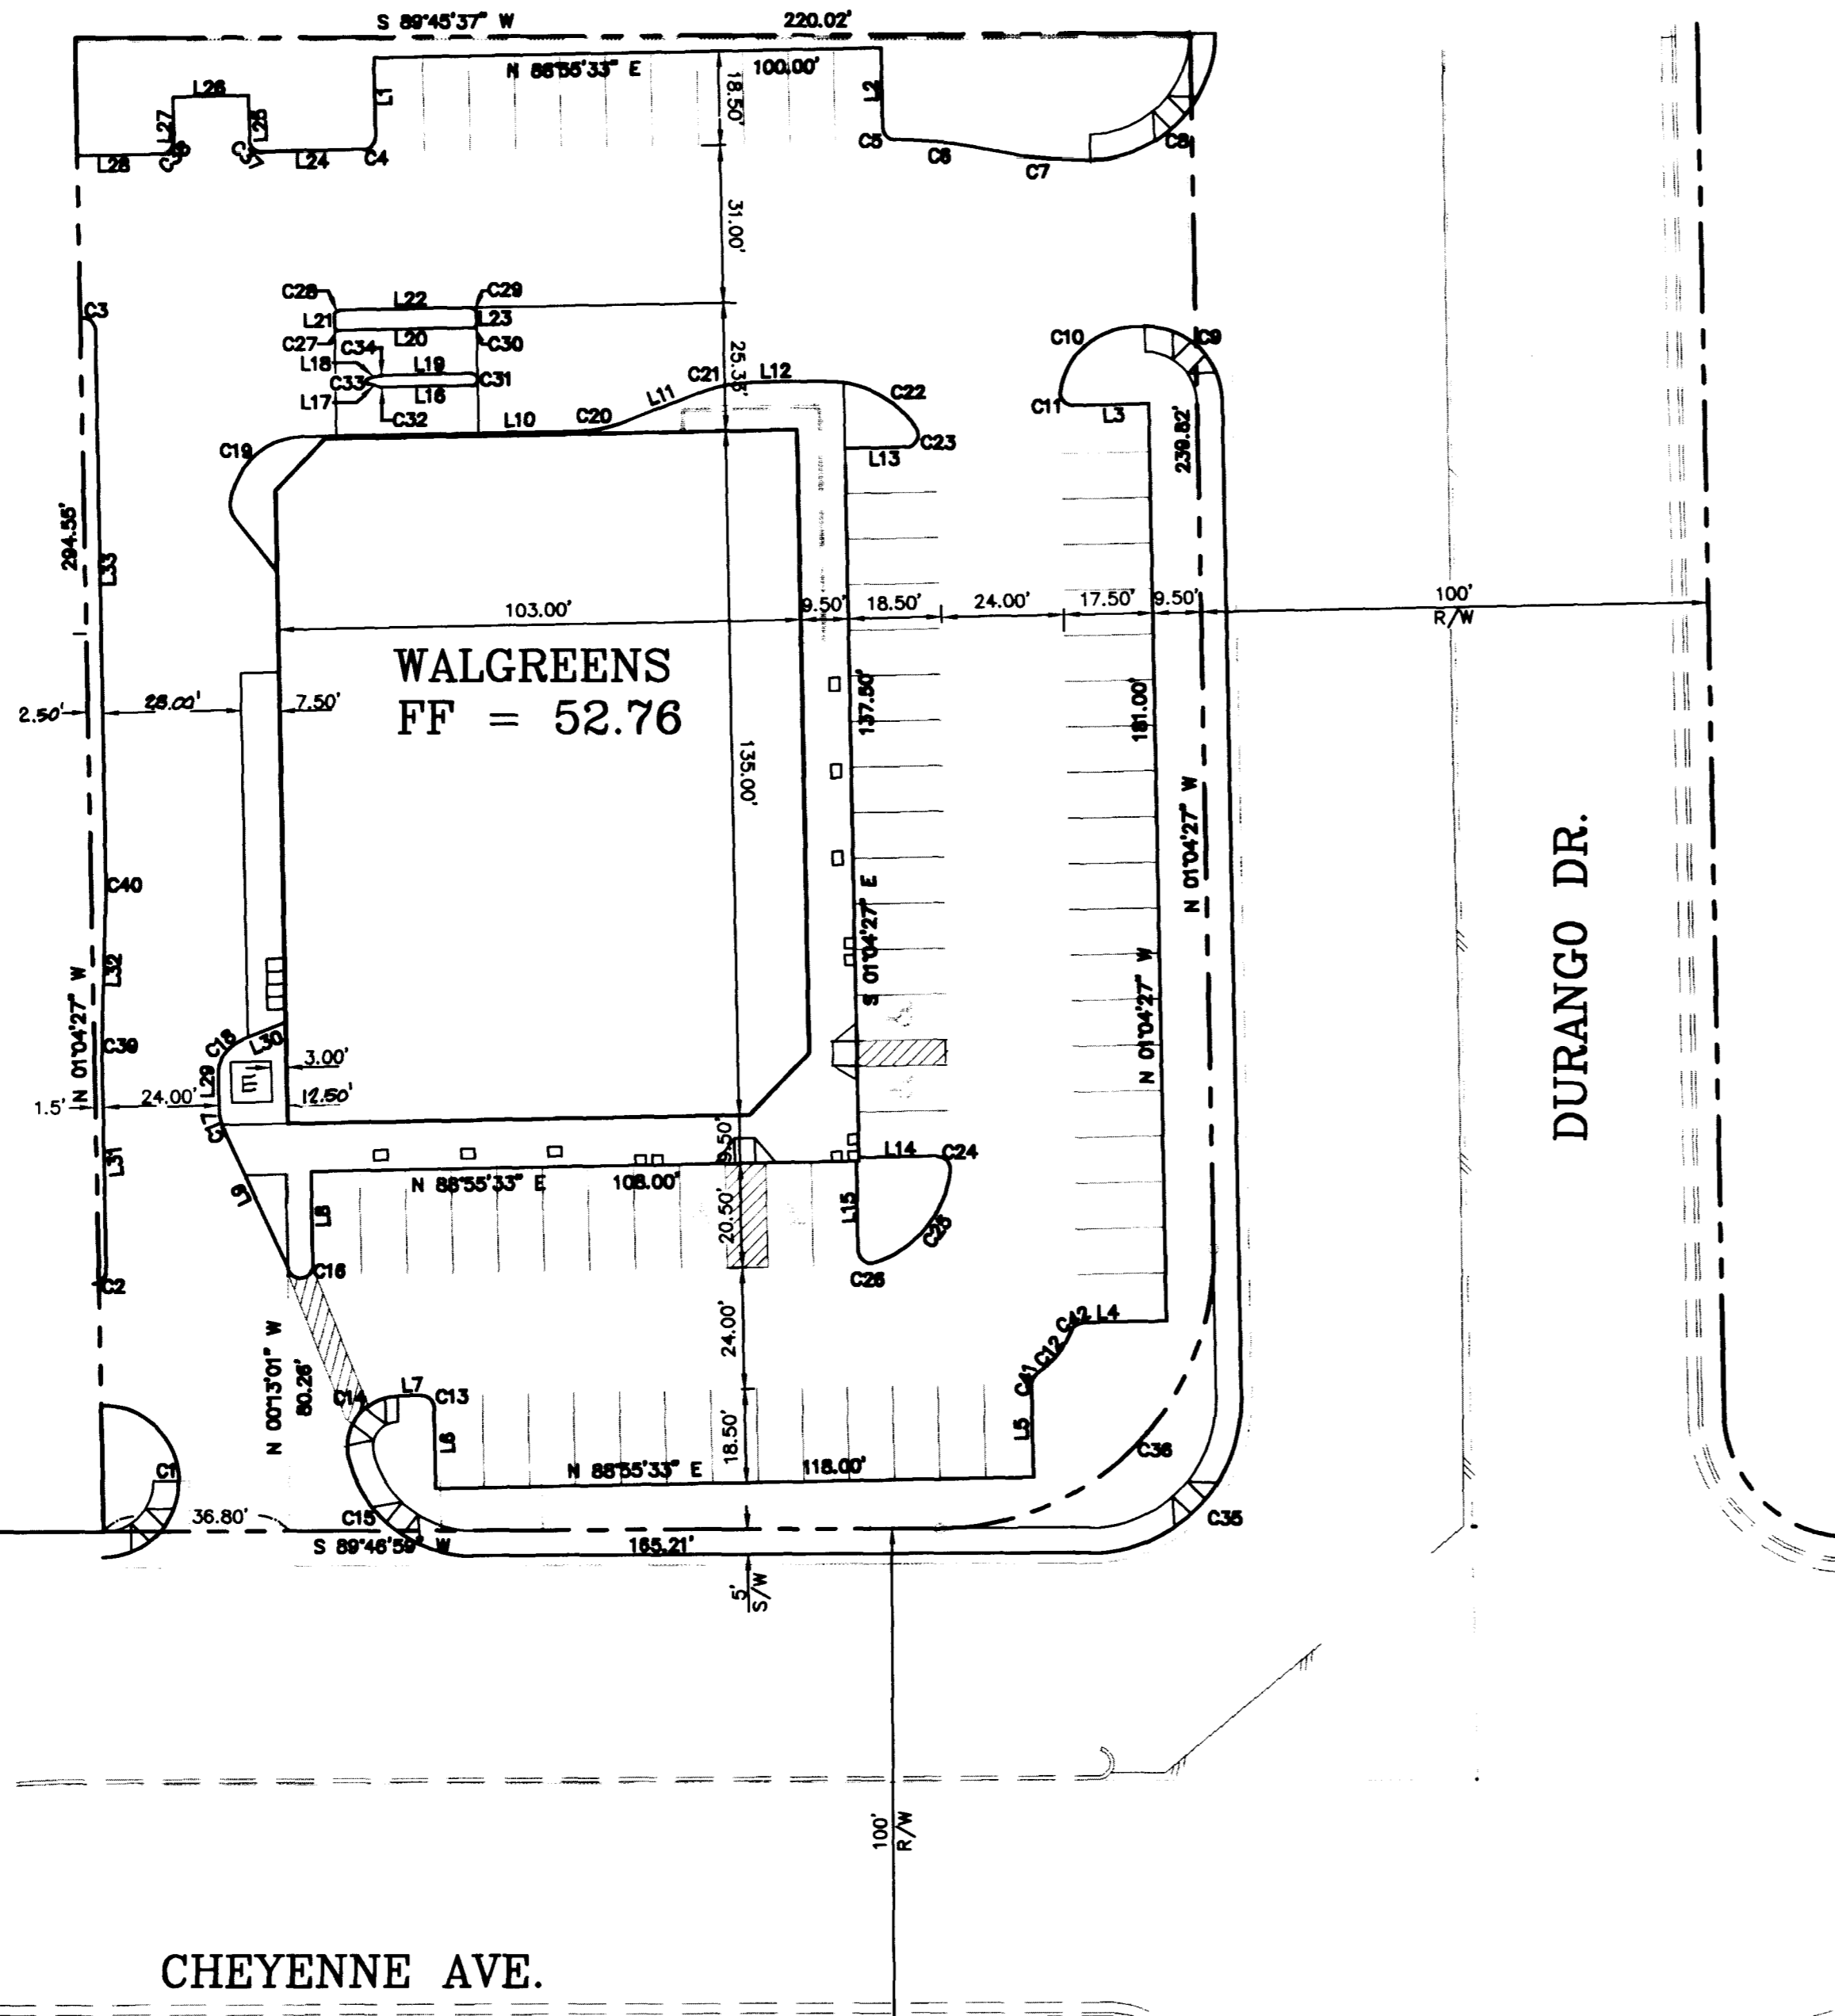 S 89°45'37" W 220.02'
N 88°55'33" E 100.00'
L26
L1
L2
18.50'
L27
L25
L28
L24
C4
C5
C6
C7
C8
31.00'
C3
C28
L22
C29
L21
L23
C27
L20
C30
C34
L18
L19
C33
C31
L17
L16
C32
25.33'
C21
L12
L11
C22
L10
C20
C23
L13
C10
C9
C11
L3
239.82'
C19
294.55'
L33
103.00'
9.50'
18.50'
24.00'
17.50'
9.50'
100'
R/W
WALGREENS
FF = 52.76
2.50'
26.00'
7.50'
137.50'
181.00'
135.00'
N 01°04'27" W
DURANGO DR.
C40
S 01°04'27" E
L32
N 01°04'27" W
N 01°04'27" W
C39
C18
L30
3.00'
L29
E
1.5'
24.00'
12.50'
C17
9.50'
L31
L14
C24
N 88°55'33" E 108.00'
L9
L8
20.50'
L15
C25
C2
C16
C26
N 00°13'01" W
80.26'
24.00'
C42
L4
C12
C41
C14
L7
C13
L6
18.50'
L5
C36
C1
N 88°55'33" E 118.00'
36.80'
C15
C35
S 89°46'59" W 165.21'
5'
S/W
100'
R/W
CHEYENNE AVE.